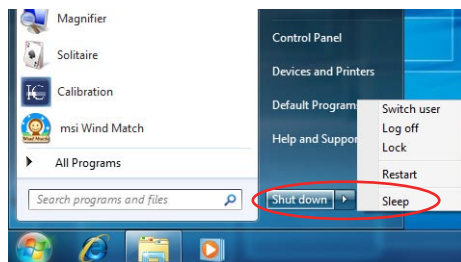 Magnifier
Solitaire
Calibration
msi Wind Match
All Programs
Search programs and files
Control Panel
Devices and Printers
Default Program
Help and Suppor
Shut down
Switch user
Log off
Lock
Restart
Sleep